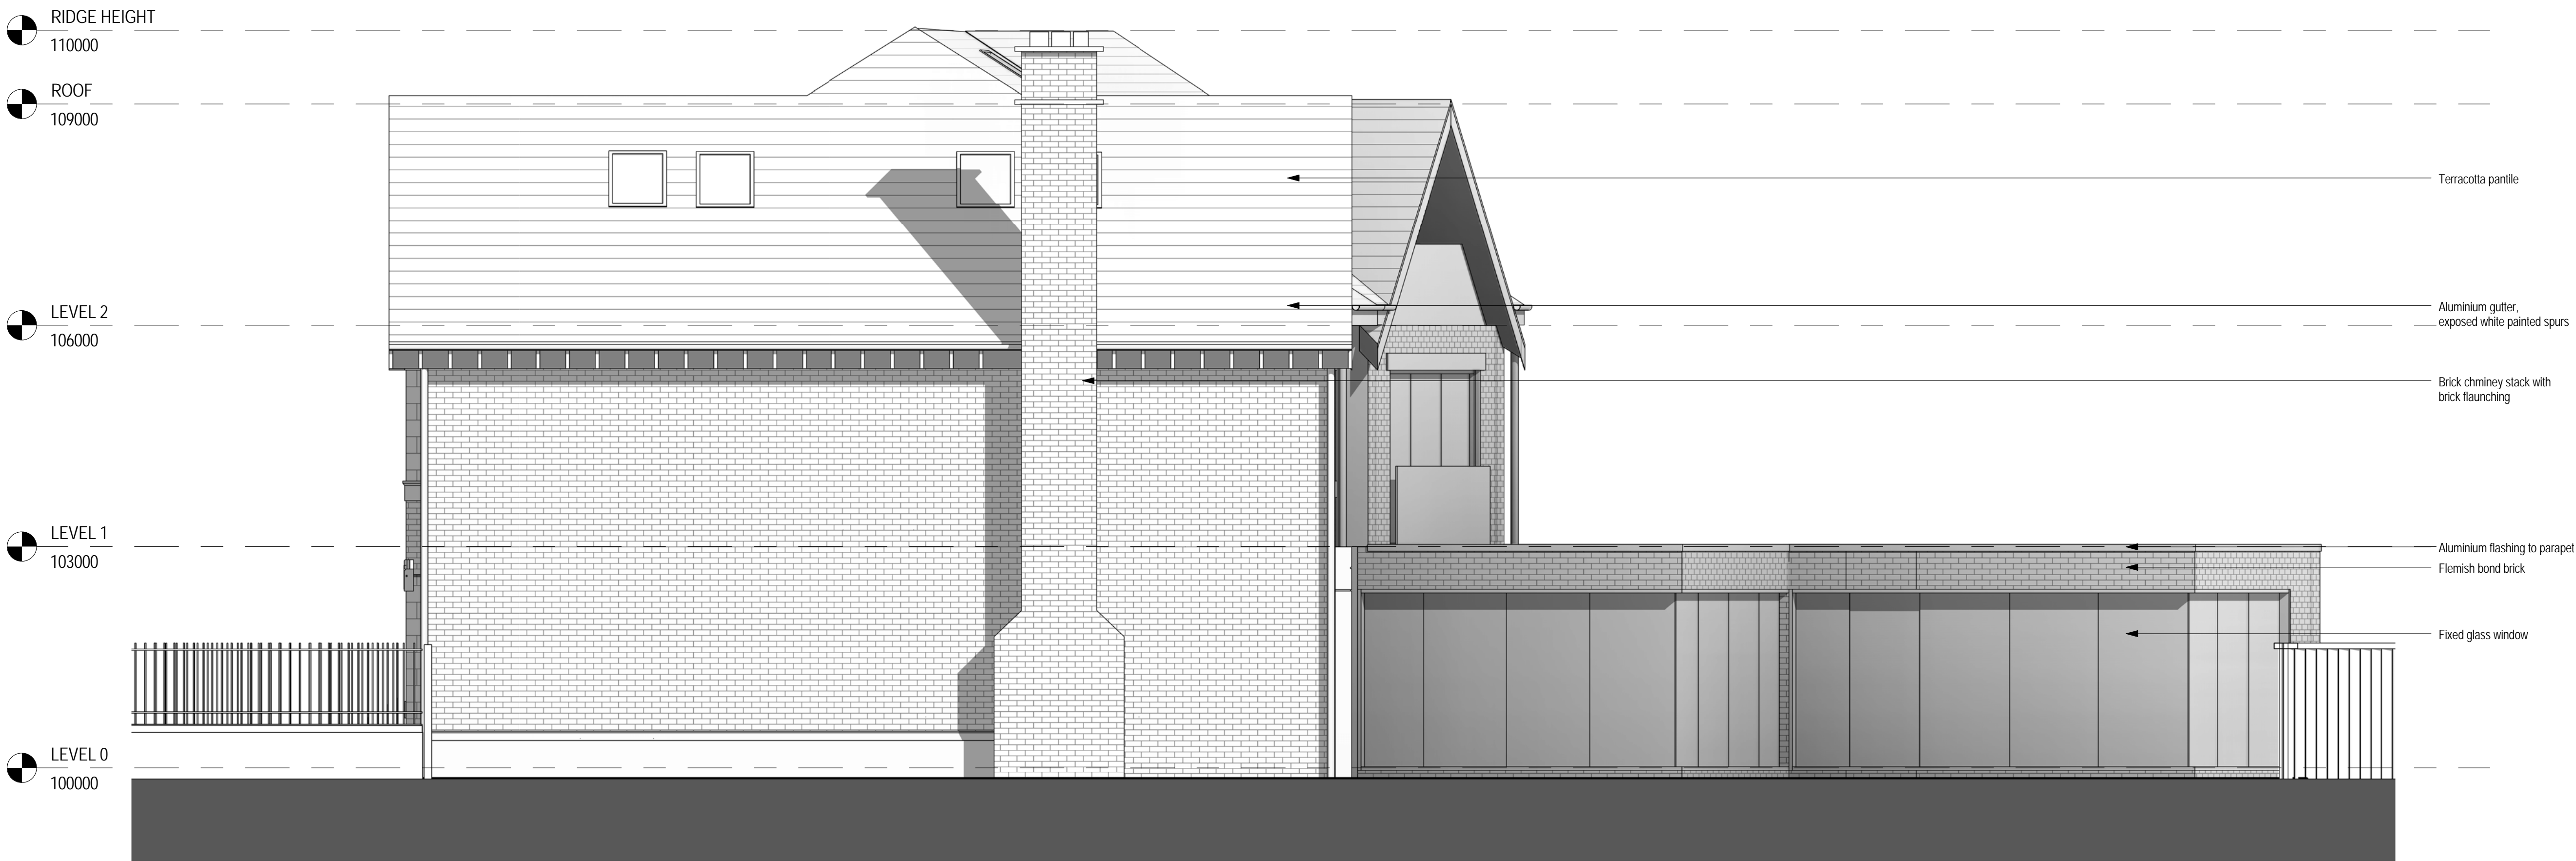 RIDGE HEIGHT
110000
ROOF
109000
Terracotta pantile
LEVEL 2
106000
Aluminium gutter,
exposed white painted spurs
Brick chminey stack with
brick flaunching
LEVEL 1
103000
Aluminium flashing to parapet
Flemish bond brick
Fixed glass window
LEVEL 0
100000